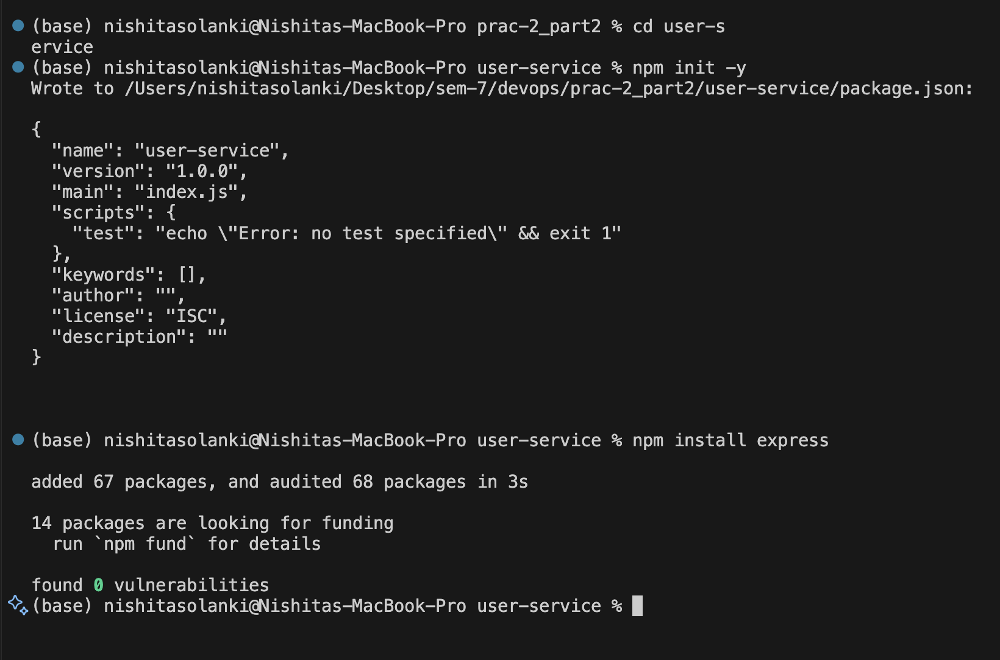 (base) nishitasolanki@Nishitas-MacBook-Pro prac-2_part2 % cd user-s
ervice
(base) nishitasolanki@Nishitas-MacBook-Pro user-service % npm init -y
Wrote to /Users/nishitasolanki/Desktop/sem-7/devops/prac-2_part2/user-service/package.json:
{
  "name": "user-service",
  "version": "1.0.0",
  "main": "index.js",
  "scripts": {
    "test": "echo \"Error: no test specified\" && exit 1"
  },
  "keywords": [],
  "author": "",
  "license": "ISC",
  "description": ""
}
(base) nishitasolanki@Nishitas-MacBook-Pro user-service % npm install express
added 67 packages, and audited 68 packages in 3s
14 packages are looking for funding
  run `npm fund` for details
found 0 vulnerabilities
(base) nishitasolanki@Nishitas-MacBook-Pro user-service %